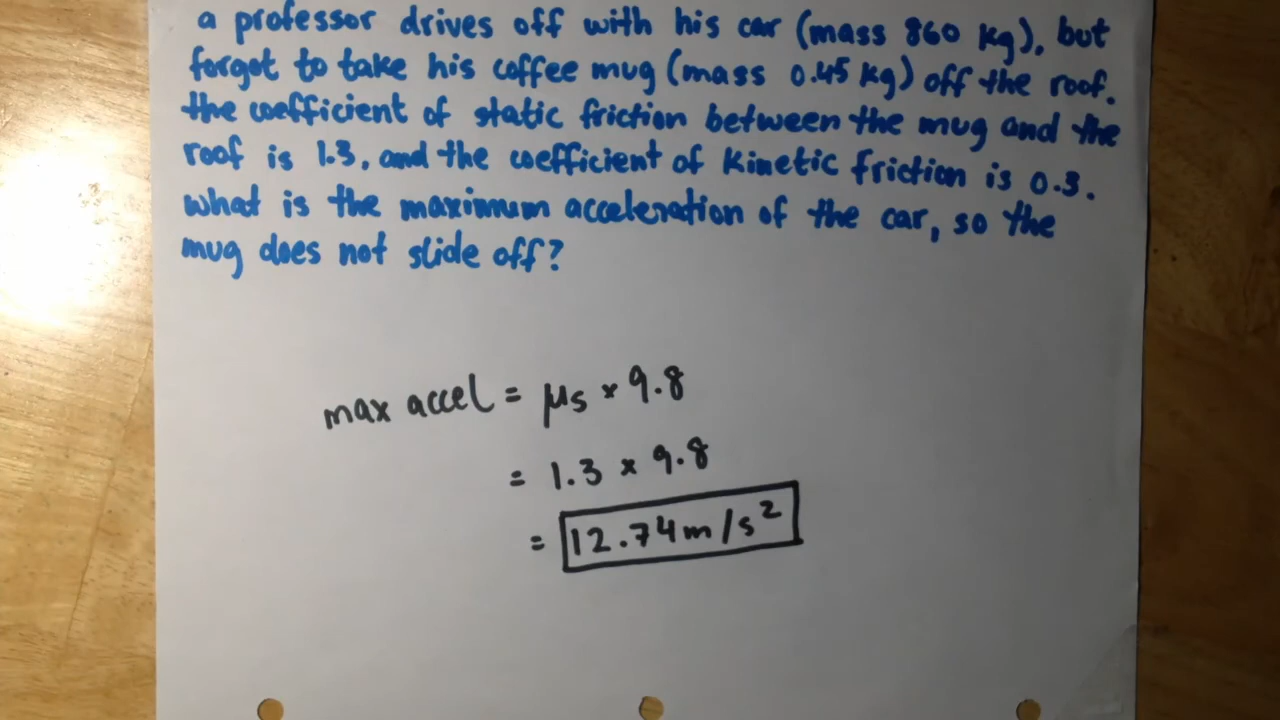 a professor drives off with his car (mass 860 kg), but
forgot to take his coffee mug (mass 0.45 kg) off the roof.
the coefficient of static friction between the mug and the
roof is 1.3, and the coefficient of kinetic friction is 0.3.
what is the maximum acceleration of the car, so the
mug does not slide off?
max accel = μs × 9.8
= 1.3 × 9.8
= 12.74 m/s²